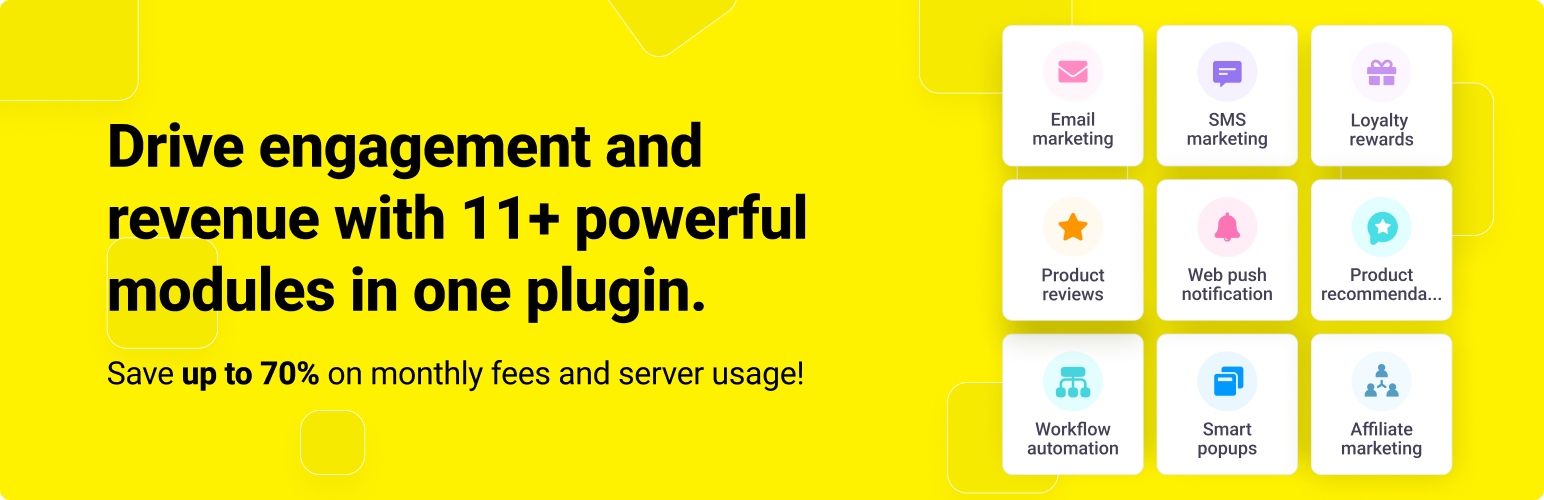 Drive engagement and
revenue with 11+ powerful
modules in one plugin.
Save up to 70% on monthly fees and server usage!
Email
marketing
SMS
marketing
Loyalty
rewards
Product
reviews
Web push
notification
Product
recommenda...
Workflow
automation
Smart
popups
Affiliate
marketing